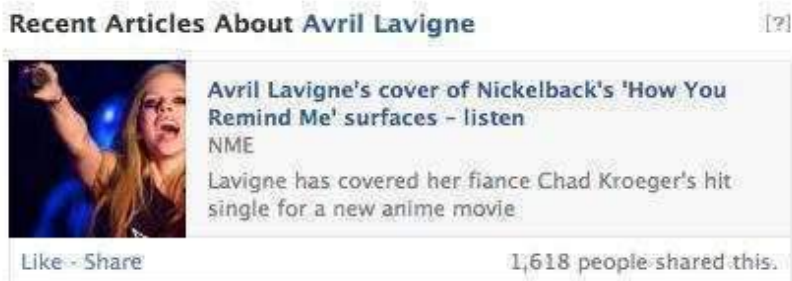 Recent Articles About Avril Lavigne [?]
Avril Lavigne's cover of Nickelback's 'How You
Remind Me' surfaces – listen
NME
Lavigne has covered her fiance Chad Kroeger's hit
single for a new anime movie
Like · Share 1,618 people shared this.